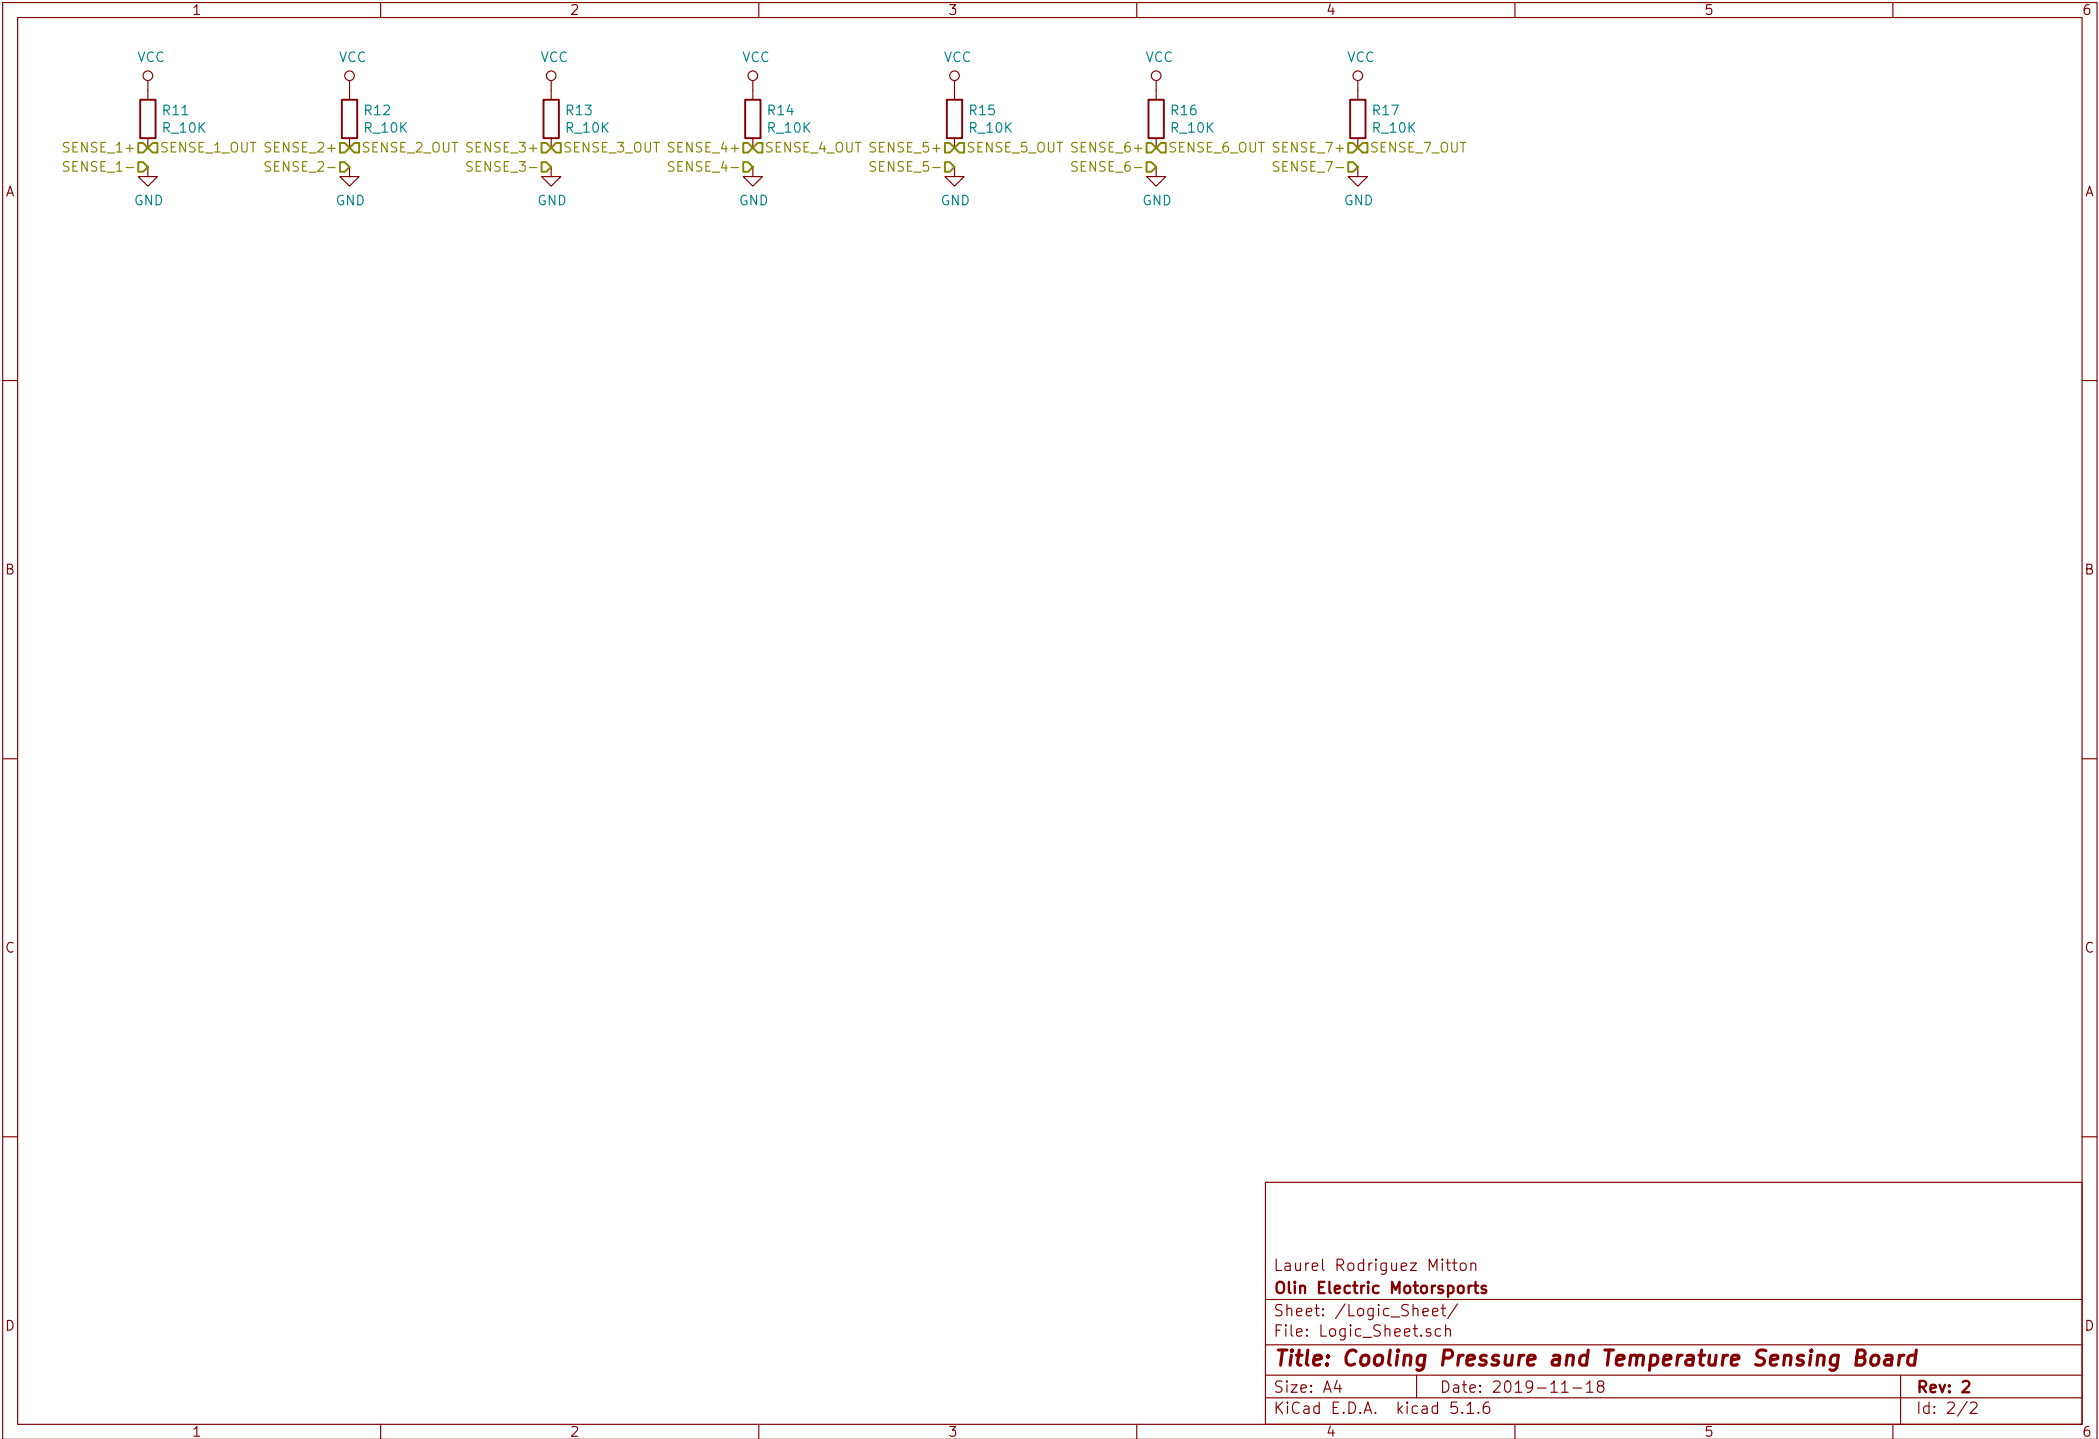 1 2 3 4 5 6
VCC VCC VCC VCC VCC VCC VCC
R11 R12 R13 R14 R15 R16 R17
R_10K R_10K R_10K R_10K R_10K R_10K R_10K
SENSE_1+ SENSE_1_OUT SENSE_2+ SENSE_2_OUT SENSE_3+ SENSE_3_OUT SENSE_4+ SENSE_4_OUT SENSE_5+ SENSE_5_OUT SENSE_6+ SENSE_6_OUT SENSE_7+ SENSE_7_OUT
SENSE_1- SENSE_2- SENSE_3- SENSE_4- SENSE_5- SENSE_6- SENSE_7-
A A
GND GND GND GND GND GND GND
B B
C C
Laurel Rodriguez Mitton
Olin Electric Motorsports
Sheet: /Logic_Sheet/
D D
File: Logic_Sheet.sch
Title: Cooling Pressure and Temperature Sensing Board
Size: A4 Date: 2019-11-18 Rev: 2
KiCad E.D.A. kicad 5.1.6 Id: 2/2
1 2 3 4 5 6